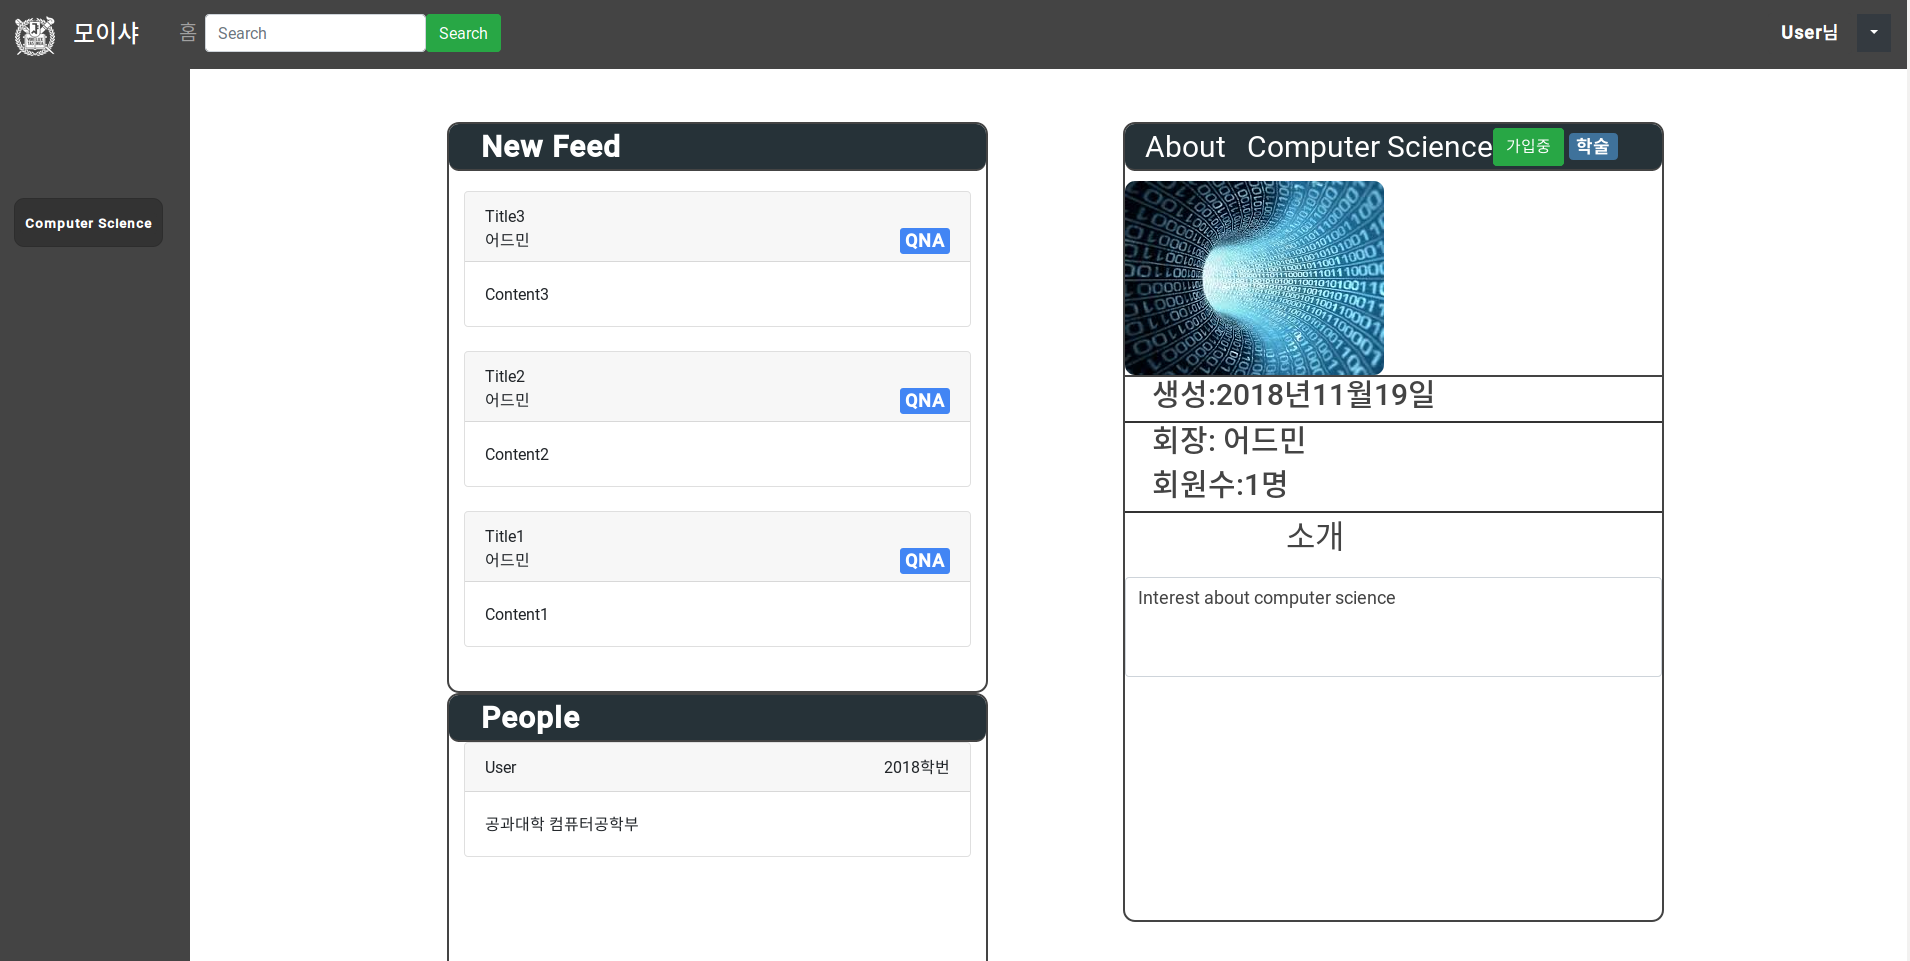 모이샤
홈
Search
Search
User님
Computer Science
New Feed
Title3
어드민
QNA
Content3
Title2
어드민
QNA
Content2
Title1
어드민
QNA
Content1
People
User
2018학번
공과대학 컴퓨터공학부
About Computer Science
가입중
학술
생성:2018년11월19일
회장: 어드민
회원수:1명
소개
Interest about computer science